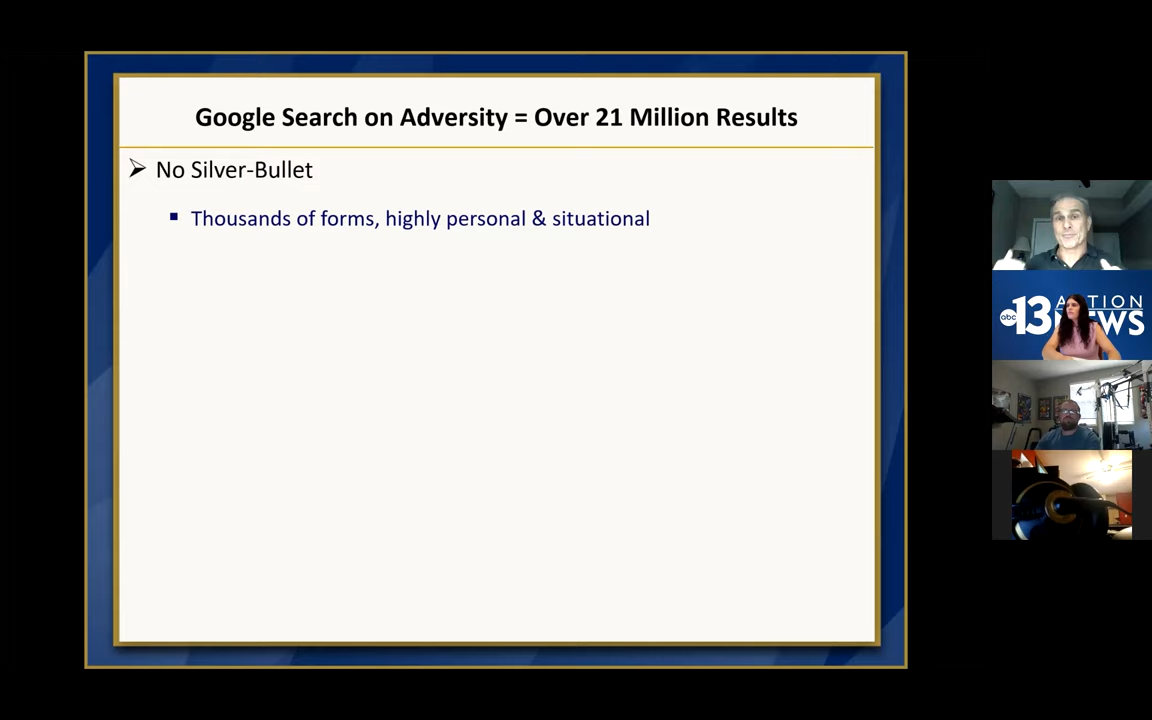 Google Search on Adversity = Over 21 Million Results
No Silver-Bullet
Thousands of forms, highly personal & situational
abc 13 
NEWS